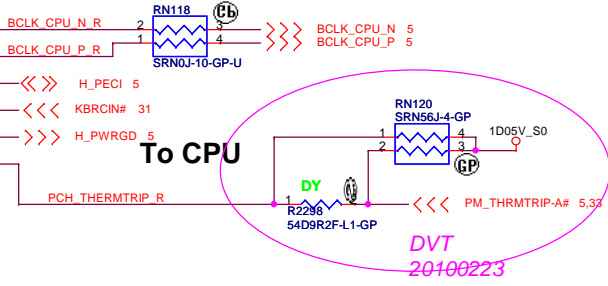 RN118
BCLK_CPU_N_R 2 3 BCLK_CPU_N 5
BCLK_CPU_P_R 1 4 BCLK_CPU_P 5
SRN0J-10-GP-U
H_PECI 5
KBRCIN# 31
H_PWRGD 5
To CPU
RN120
SRN56J-4-GP
1 4 1D05V_S0
2 3
GP
DY
PCH_THERMTRIP_R 1 PM_THRMTRIP-A# 5,33
R2298
54D9R2F-L1-GP
DVT
20100223